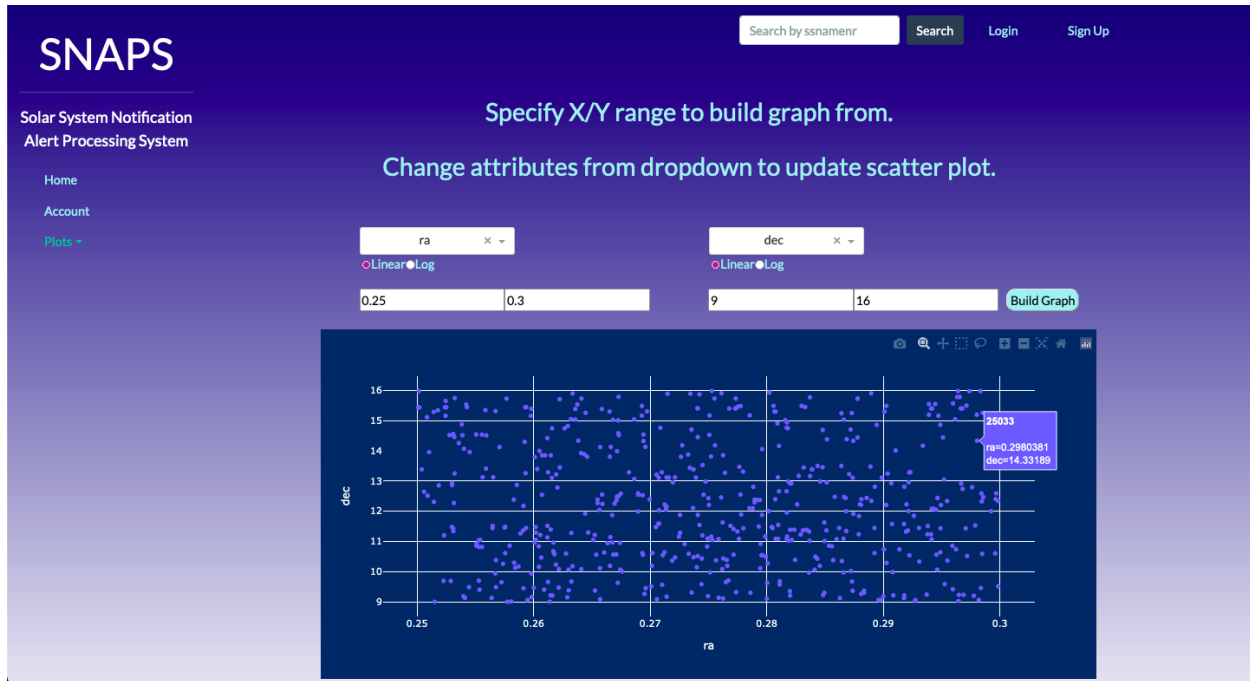 SNAPS
Search by ssnamenr
Search
Login
Sign Up
Solar System Notification
Alert Processing System
Home
Account
Plots
Specify X/Y range to build graph from.
Change attributes from dropdown to update scatter plot.
ra ×
dec ×
Linear Log
Linear Log
0.25
0.3
9
16
Build Graph
16
15
14
13
12
11
10
9
dec
25033
ra=0.2980381
dec=14.33189
0.25
0.26
0.27
0.28
0.29
0.3
ra